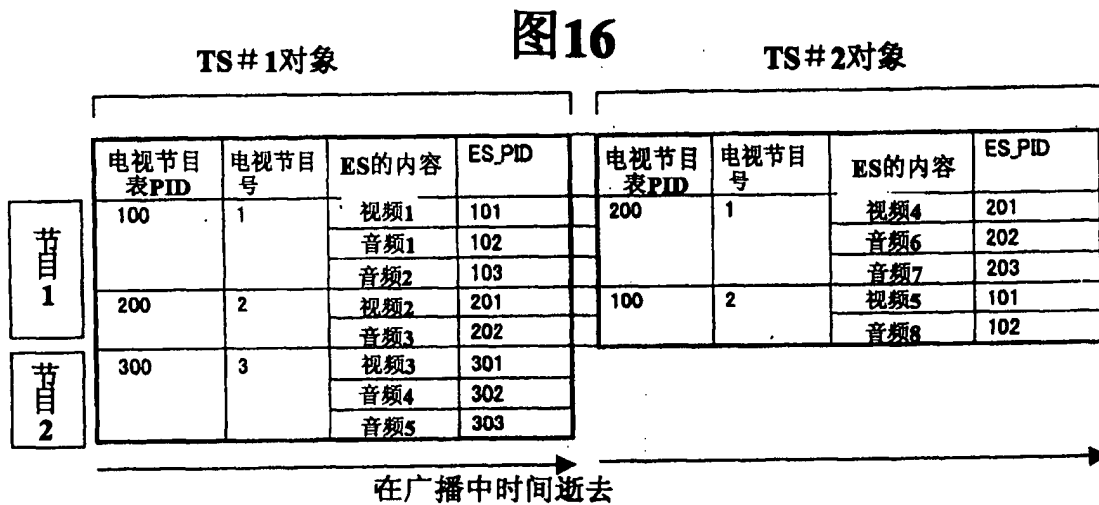 图16
TS#1对象
TS#2对象
电视节目表PID 电视节目号 ES的内容 ES_PID
电视节目表PID 电视节目号 ES的内容 ES_PID
节目1
100 1 视频1 101
200 1 视频4 201
音频1 102
音频6 202
音频2 103
音频7 203
200 2 视频2 201
100 2 视频5 101
音频3 202
音频8 102
节目2
300 3 视频3 301
音频4 302
音频5 303
在广播中时间逝去